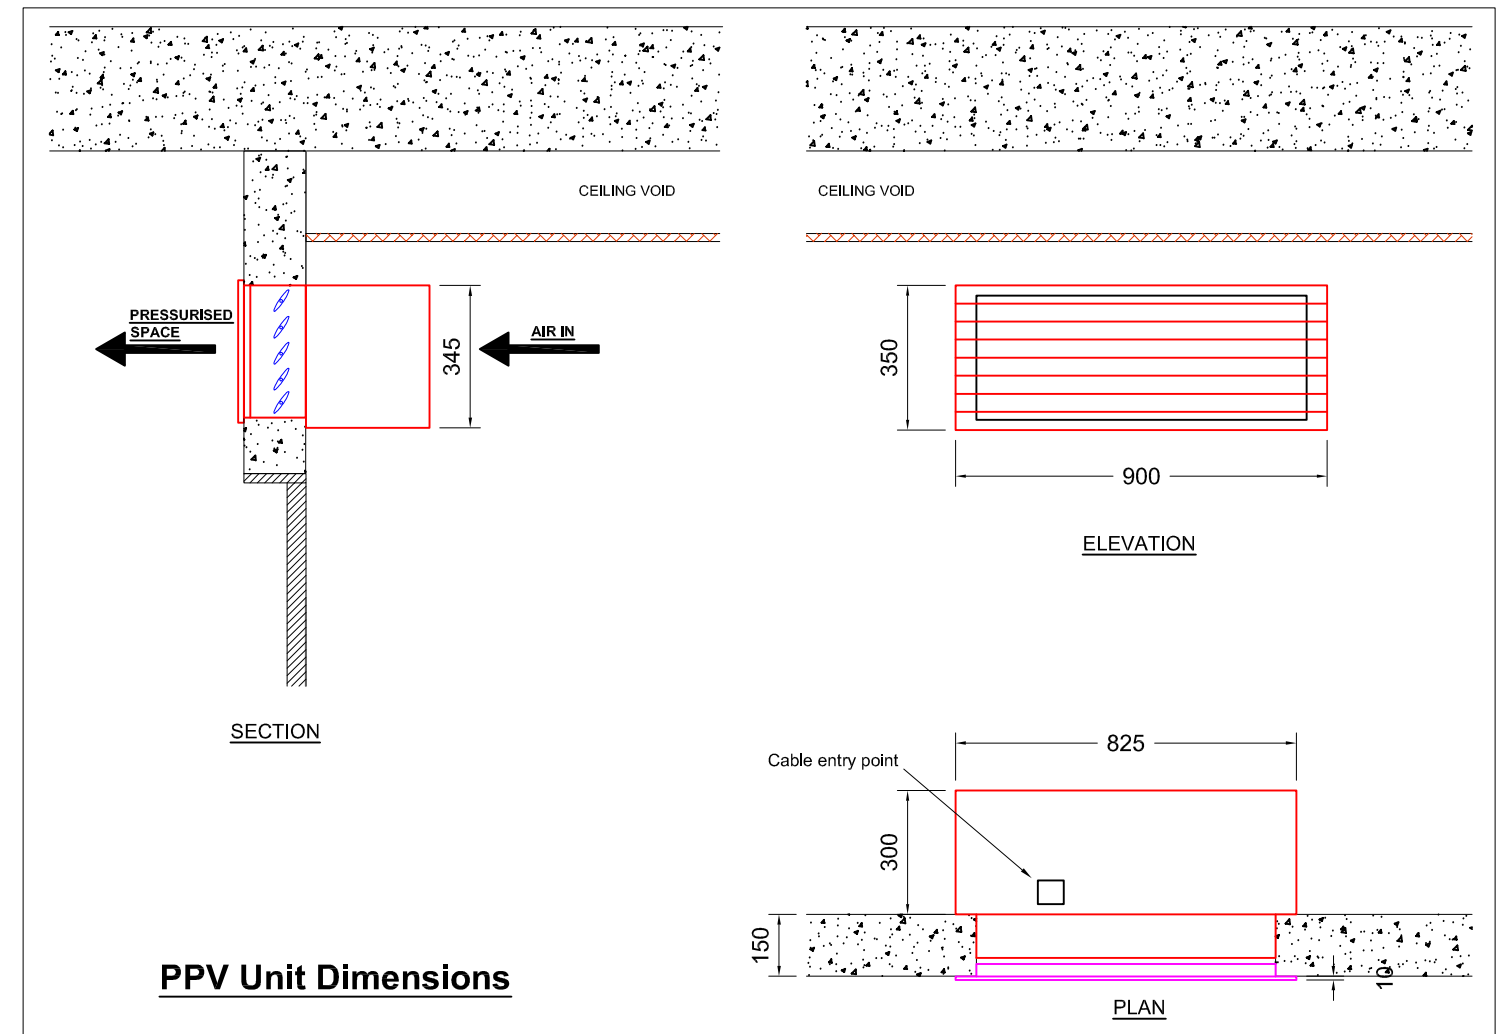 CEILING VOID
CEILING VOID
PRESSURISED
SPACE
AIR IN
345
350
900
ELEVATION
SECTION
825
Cable entry point
300
150
10
PPV Unit Dimensions
PLAN